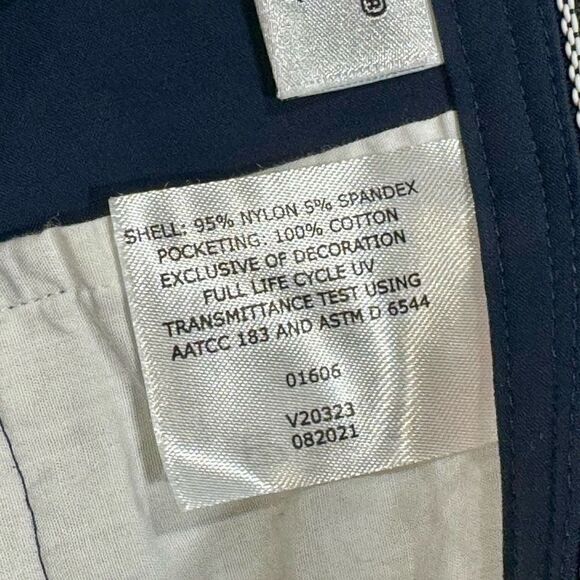 SHELL: 95% NYLON 5% SPANDEX
POCKETING: 100% COTTON
EXCLUSIVE OF DECORATION
FULL LIFE CYCLE UV
TRANSMITTANCE TEST USING
AATCC 183 AND ASTM D 6544
01606
V20323
082021